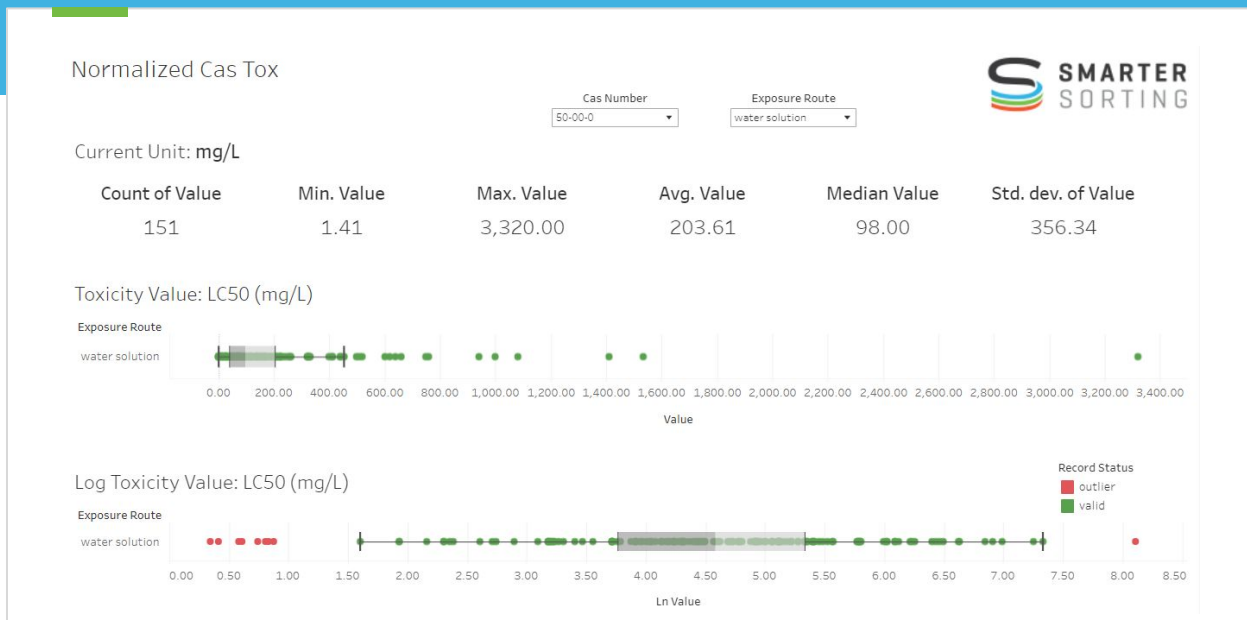 Normalized Cas Tox
SMARTER
SORTING
Cas Number
Exposure Route
50-00-0
water solution
Current Unit: mg/L
Count of Value Min. Value Max. Value Avg. Value Median Value Std. dev. of Value
151 1.41 3,320.00 203.61 98.00 356.34
Toxicity Value: LC50 (mg/L)
Exposure Route
water solution
0.00 200.00 400.00 600.00 800.00 1,000.00 1,200.00 1,400.00 1,600.00 1,800.00 2,000.00 2,200.00 2,400.00 2,600.00 2,800.00 3,000.00 3,200.00 3,400.00
Value
Log Toxicity Value: LC50 (mg/L)
Record Status
outlier
valid
Exposure Route
water solution
0.00 0.50 1.00 1.50 2.00 2.50 3.00 3.50 4.00 4.50 5.00 5.50 6.00 6.50 7.00 7.50 8.00 8.50
Ln Value